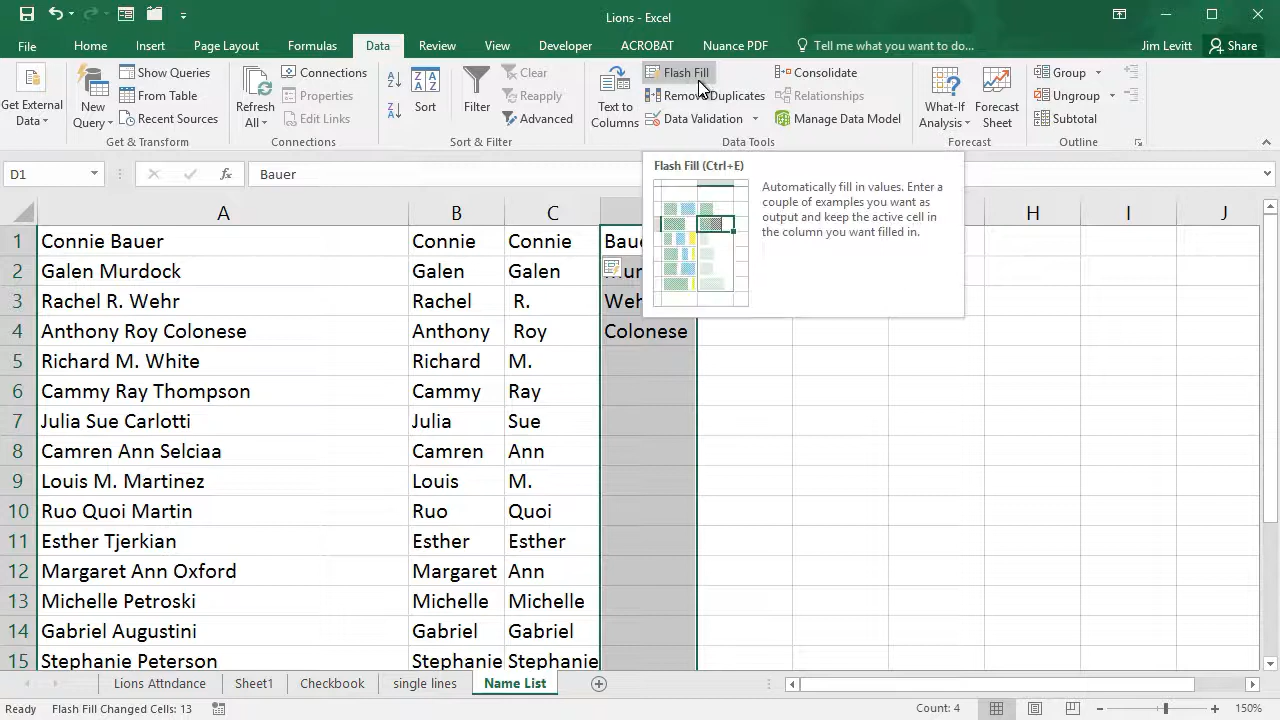 Lions - Excel
File Home Insert Page Layout Formulas Data Review View Developer ACROBAT Nuance PDF Tell me what you want to do... Jim Levitt Share
Get External Data
New Query
Show Queries
From Table
Recent Sources
Get & Transform
Refresh All
Connections
Properties
Edit Links
Connections
Sort
Filter
Clear
Reapply
Advanced
Sort & Filter
Text to Columns
Flash Fill
Remove Duplicates
Data Validation
Consolidate
Relationships
Manage Data Model
Data Tools
What-If Analysis
Forecast Sheet
Forecast
Group
Ungroup
Subtotal
Outline
D1 fx Bauer
Flash Fill (Ctrl+E)
Automatically fill in values. Enter a
couple of examples you want as
output and keep the active cell in
the column you want filled in.
A B C H I J
1 Connie Bauer Connie Connie
2 Galen Murdock Galen Galen
3 Rachel R. Wehr Rachel R.
4 Anthony Roy Colonese Anthony Roy Colonese
5 Richard M. White Richard M.
6 Cammy Ray Thompson Cammy Ray
7 Julia Sue Carlotti Julia Sue
8 Camren Ann Selciaa Camren Ann
9 Louis M. Martinez Louis M.
10 Ruo Quoi Martin Ruo Quoi
11 Esther Tjerkian Esther Esther
12 Margaret Ann Oxford Margaret Ann
13 Michelle Petroski Michelle Michelle
14 Gabriel Augustini Gabriel Gabriel
15 Stephanie Peterson Stephanie Stephanie
Lions Attndance Sheet1 Checkbook single lines Name List
Ready Flash Fill Changed Cells: 13 Count: 4 150%